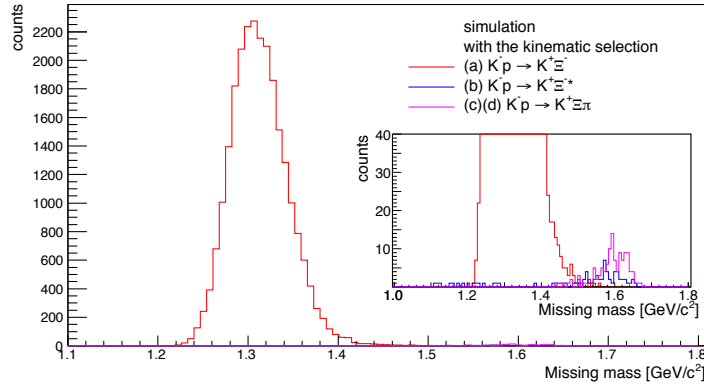 counts
2200
2000
1800
1600
1400
1200
1000
800
600
400
200
0
1.1 1.2 1.3 1.4 1.5 1.6 1.7 1.8
Missing mass [GeV/c²]
simulation
with the kinematic selection
(a) K⁻p → K⁺Ξ⁻
(b) K⁻p → K⁺Ξ⁻*
(c)(d) K⁻p → K⁺Ξπ
counts
40
30
20
10
0
1.0 1.2 1.4 1.6 1.8
Missing mass [GeV/c²]